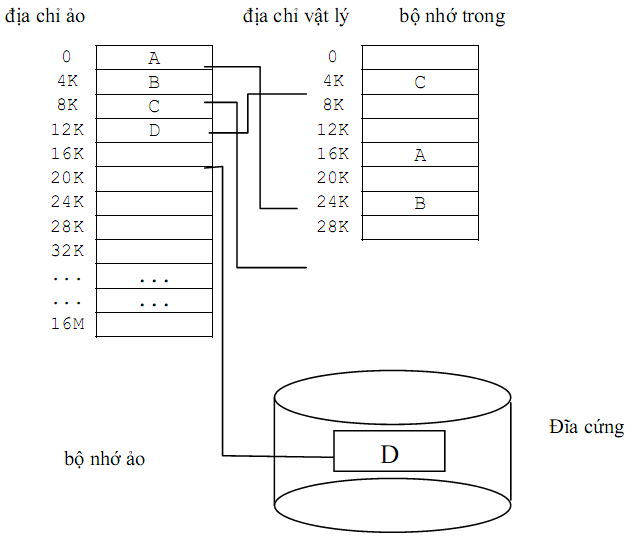 địa chỉ ảo địa chỉ vật lý bộ nhớ trong
0 A 0
4K B 4K C
8K C 8K
12K D 12K
16K 16K A
20K 20K
24K 24K B
28K 28K
32K
... ...
... ...
16M
Đĩa cứng
bộ nhớ ảo D